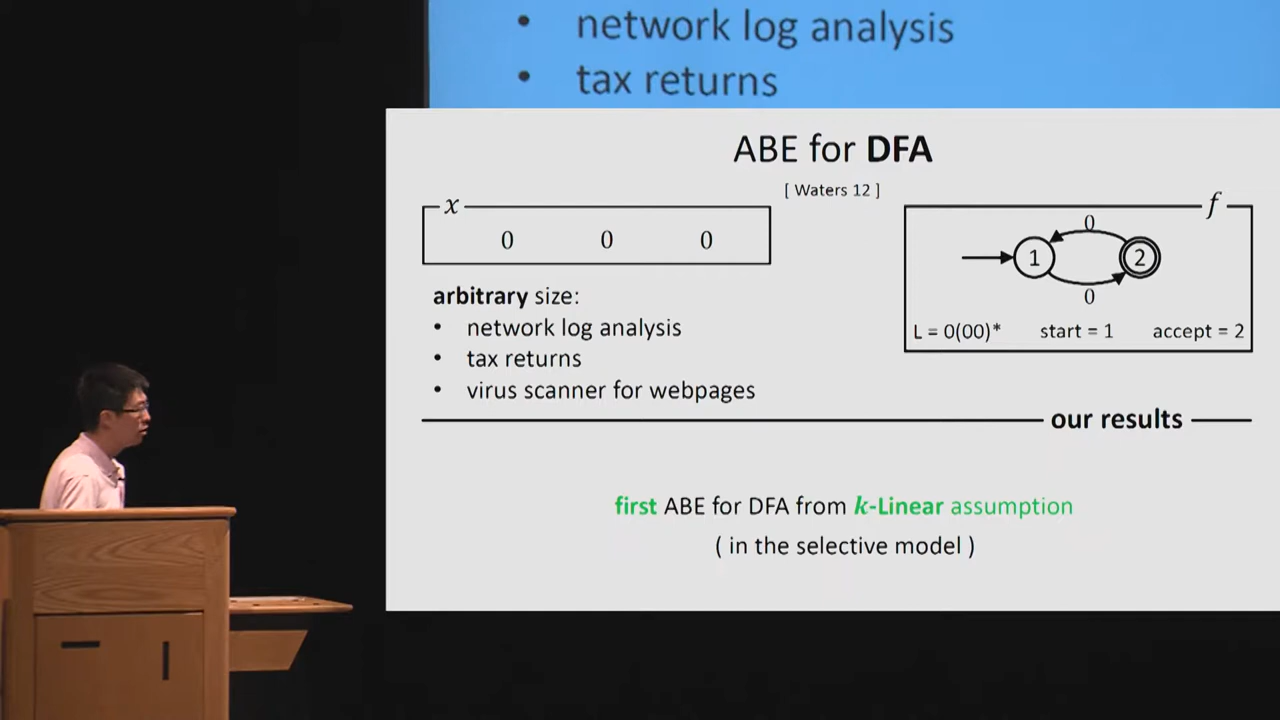 • network log analysis
• tax returns
ABE for DFA
[ Waters 12 ]
x
0 0 0
f
0
1 2
0
L = 0(00)* start = 1 accept = 2
arbitrary size:
• network log analysis
• tax returns
• virus scanner for webpages
our results
first ABE for DFA from k-Linear assumption
( in the selective model )